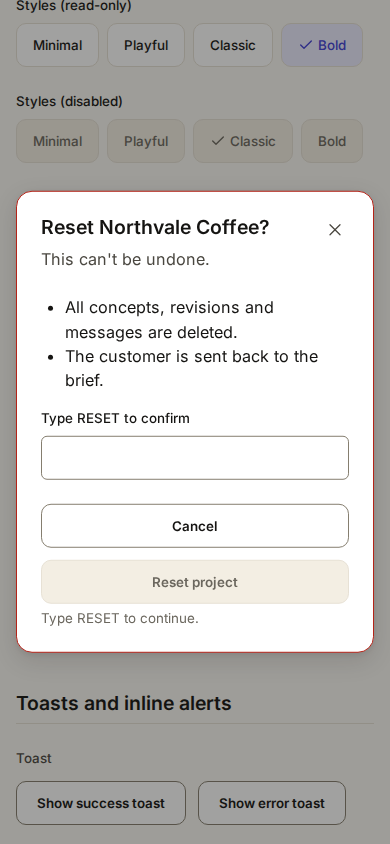 Styles (read-only)
Minimal
Playful
Classic
Bold
Styles (disabled)
Minimal
Playful
Classic
Bold
Reset Northvale Coffee?
This can't be undone.
• All concepts, revisions and
messages are deleted.
• The customer is sent back to the
brief.
Type RESET to confirm
Cancel
Reset project
Type RESET to continue.
Toasts and inline alerts
Toast
Show success toast
Show error toast